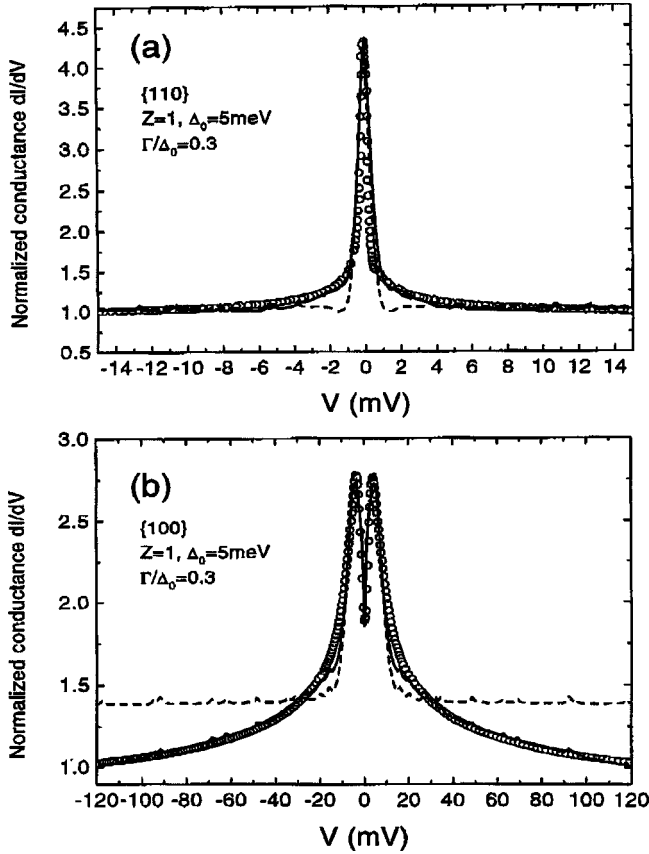 (a)
{110}
Z=1, Δ₀=5meV
Γ/Δ₀=0.3
Normalized conductance dI/dV
4.5
4.0
3.5
3.0
2.5
2.0
1.5
1.0
0.5
-14 -12 -10 -8 -6 -4 -2 0 2 4 6 8 10 12 14
V (mV)
(b)
{100}
Z=1, Δ₀=5meV
Γ/Δ₀=0.3
Normalized conductance dI/dV
3.0
2.5
2.0
1.5
1.0
-120 -100 -80 -60 -40 -20 0 20 40 60 80 100 120
V (mV)